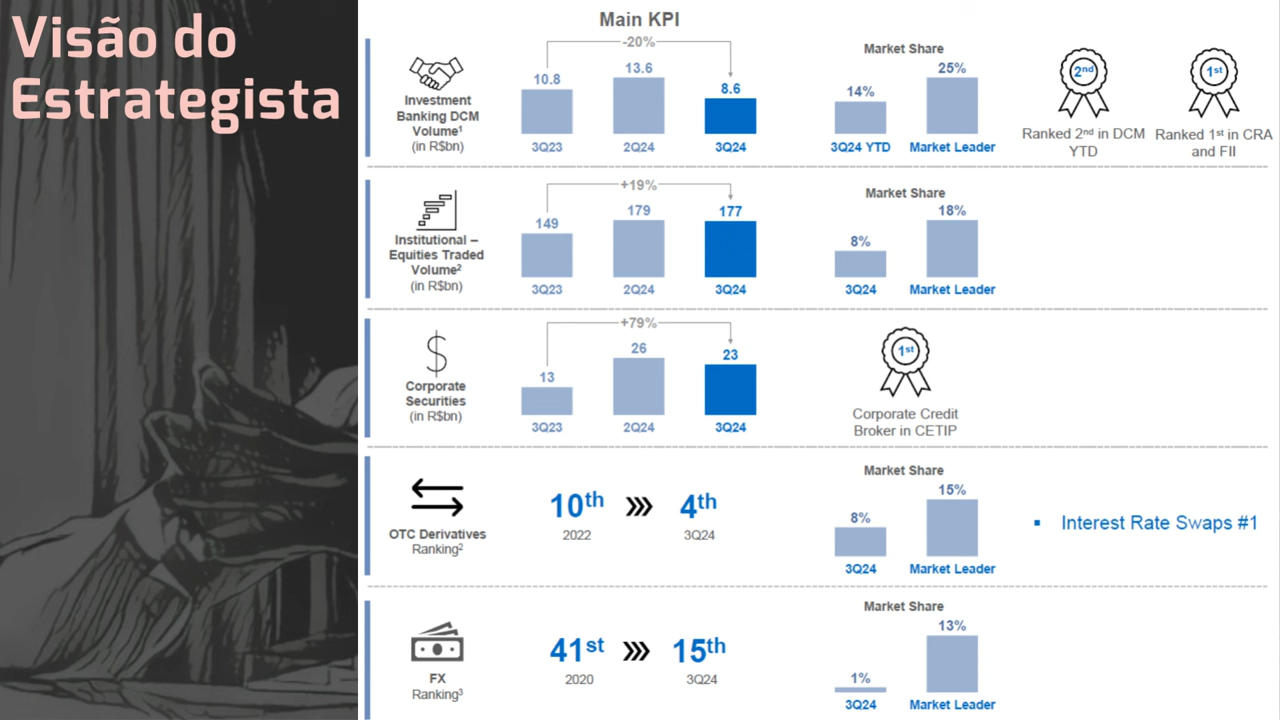 Visão do
Estrategista
Main KPI
Investment
Banking DCM
Volume¹
(in R$bn)
-20%
10.8
13.6
8.6
3Q23
2Q24
3Q24
Market Share
14%
25%
3Q24 YTD
Market Leader
2nd
Ranked 2nd in DCM
YTD
1st
Ranked 1st in CRA
and FII
Institutional –
Equities Traded
Volume²
(in R$bn)
+19%
149
179
177
3Q23
2Q24
3Q24
Market Share
8%
18%
3Q24
Market Leader
Corporate
Securities
(in R$bn)
+79%
13
26
23
3Q23
2Q24
3Q24
1st
Corporate Credit
Broker in CETIP
OTC Derivatives
Ranking²
10th
2022
4th
3Q24
Market Share
8%
15%
3Q24
Market Leader
▪ Interest Rate Swaps #1
FX
Ranking³
41st
2020
15th
3Q24
Market Share
1%
13%
3Q24
Market Leader